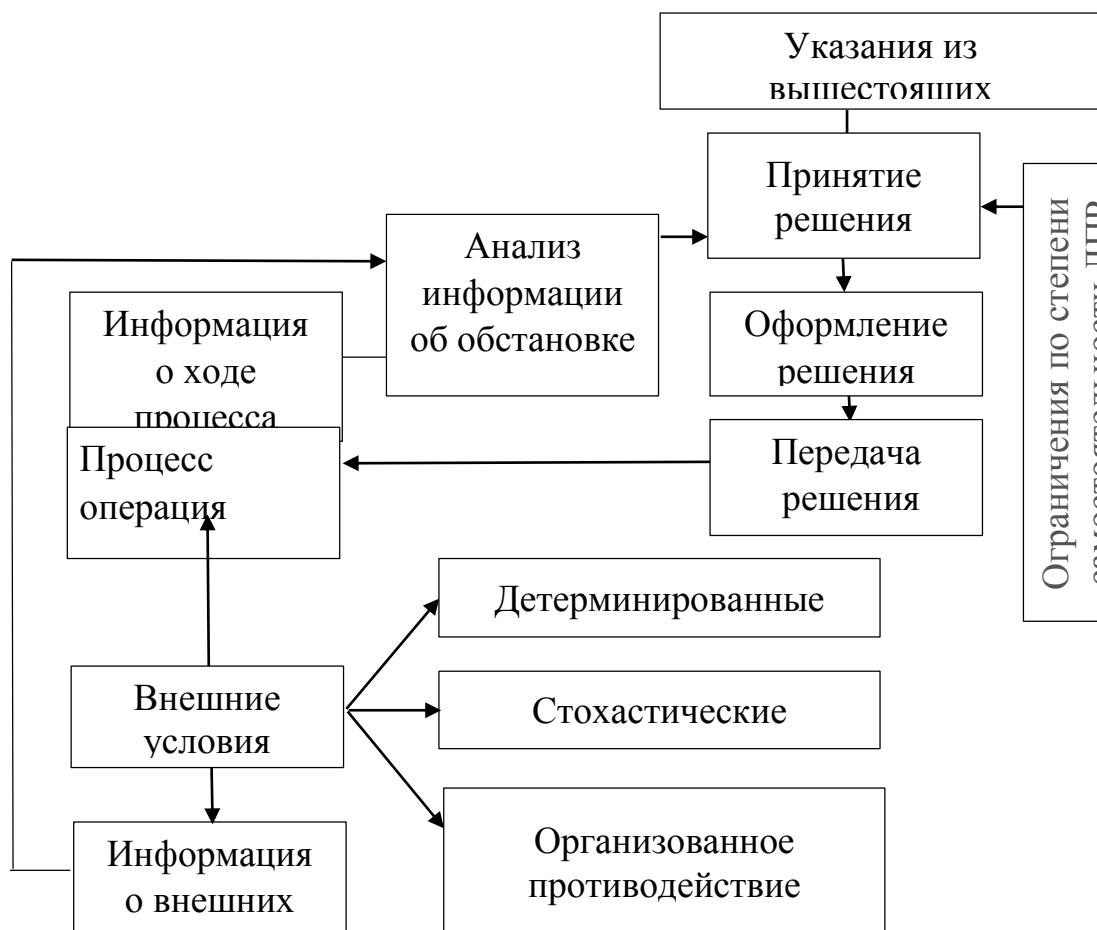 Указания из
вышестоящих
Принятие
решения
Ограничения по степени
Анализ
информации
об обстановке
Информация
о ходе
процесса
Оформление
решения
Процесс
операция
Передача
решения
Детерминированные
Внешние
условия
Стохастические
Информация
о внешних
Организованное
противодействие